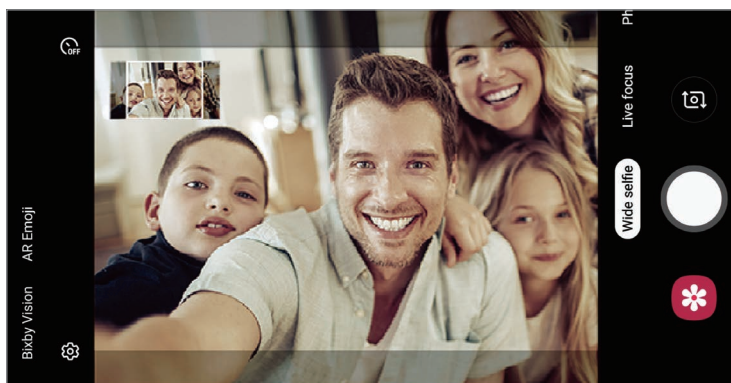 OFF
AR Emoji
Bixby Vision
Ph
Live focus
Wide selfie